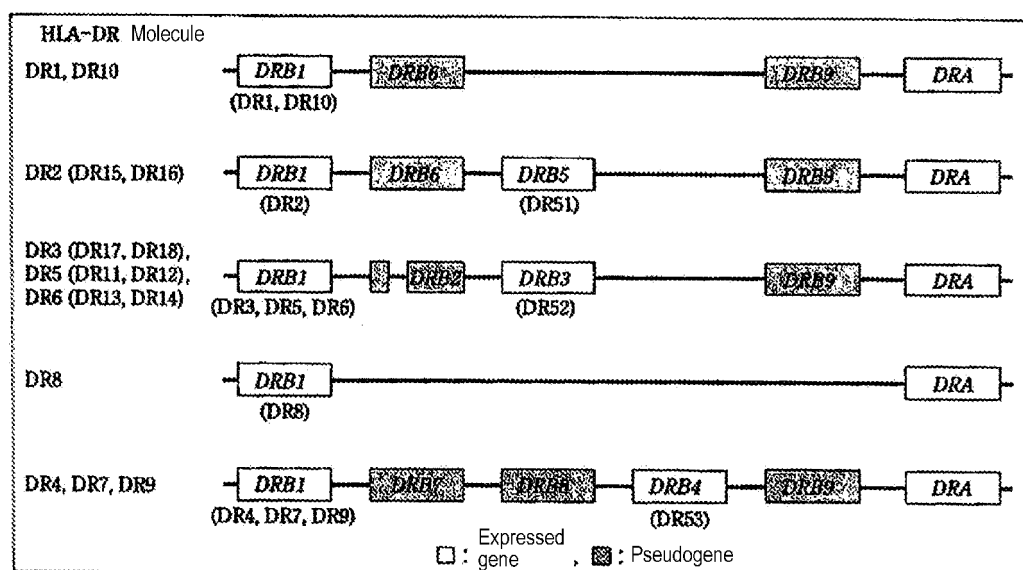 HLA-DR Molecule
DR1, DR10
DRB1 DRB6 DRB9 DRA
(DR1, DR10)
DR2 (DR15, DR16)
DRB1 DRB6 DRB5 DRB9 DRA
(DR2) (DR51)
DR3 (DR17, DR18),
DR5 (DR11, DR12),
DR6 (DR13, DR14)
DRB1 DRB2 DRB3 DRB9 DRA
(DR3, DR5, DR6) (DR52)
DR8
DRB1 DRA
(DR8)
DR4, DR7, DR9
DRB1 DRB7 DRB8 DRB4 DRB9 DRA
(DR4, DR7, DR9) (DR53)
: Expressed gene , : Pseudogene